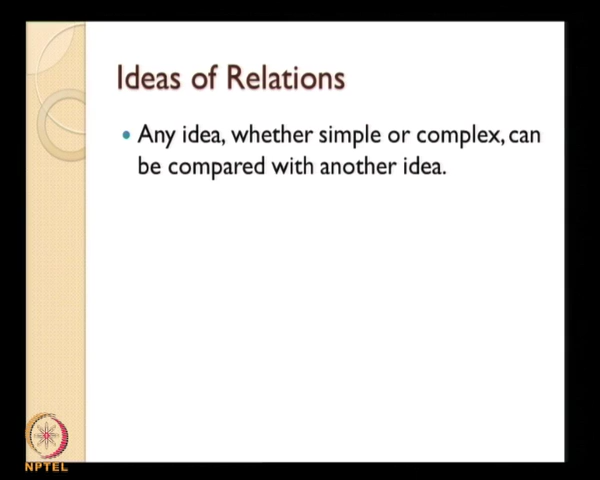 Ideas of Relations
• Any idea, whether simple or complex, can
be compared with another idea.
NPTEL